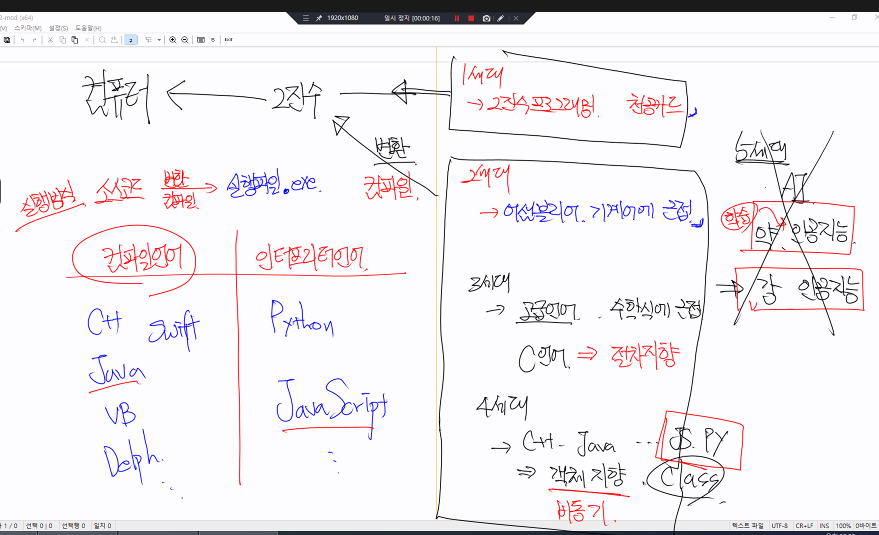 2-mod (x64)
1920x1080 일시 정지 [00:00:16]
(V) 스키마(M) 설정(S) 도움말(H)
컴퓨터 ← 2진수 ←
1세대
→ 2진수프로그래밍. 천공카드
변환
컴파일.
실행방식 소스코드 변환 컴파일 → 실행파일.exe.
컴파일언어 인터프리터언어
C++ Swift Python
Java JavaScript
VB
Delph.
2세대
→ 어셈블리어. 기계어에 근접
3세대
→ 고급언어. 수학식에 근접
C언어. ⇒ 절차지향
4세대
→ C++ - Java ... JS. PY
⇒ 객체지향. Class
비동기.
5세대
AI
학습 약 인공지능
⇒ 강 인공지능
1 / 0 선택 0 | 0 선택행 0 일치 0
텍스트 파일 UTF-8 CR+LF INS 100% 0바이트